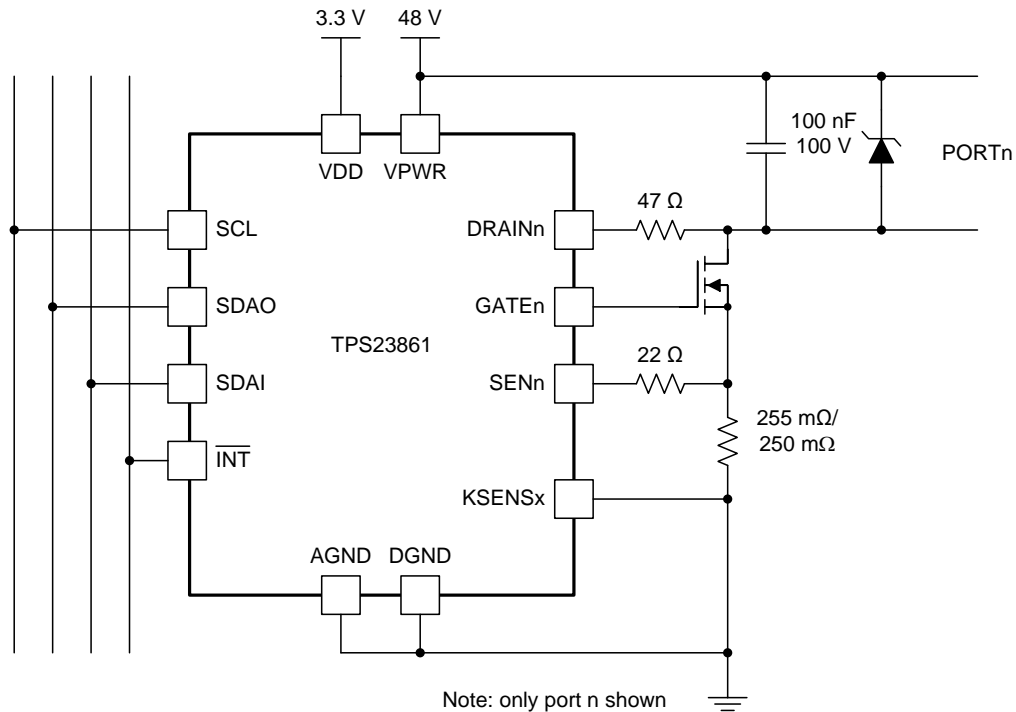 3.3 V
48 V
VDD
VPWR
100 nF
100 V
PORTn
47 Ω
SCL
DRAINn
SDAO
GATEn
TPS23861
22 Ω
SDAI
SENn
255 mΩ/
250 mΩ
INT
KSENSx
AGND
DGND
Note: only port n shown